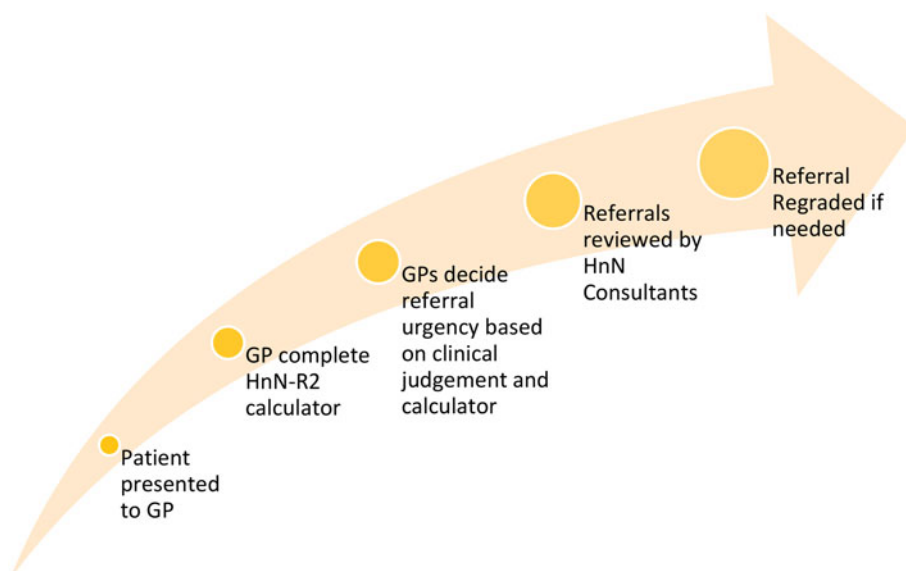 Patient
presented
to GP
GP complete
HnN-R2
calculator
GPs decide
referral
urgency based
on clinical
judgement and
calculator
Referrals
reviewed by
HnN
Consultants
Referral
Regraded if
needed